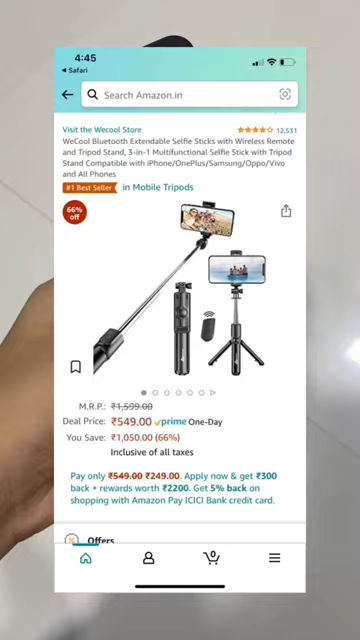 4:45
Safari
Search Amazon.in
Visit the Wecool Store
12,531
WeCool Bluetooth Extendable Selfie Sticks with Wireless Remote
and Tripod Stand, 3-in-1 Multifunctional Selfie Stick with Tripod
Stand Compatible with iPhone/OnePlus/Samsung/Oppo/Vivo
and All Phones
#1 Best Seller in Mobile Tripods
66%
off
M.R.P.: ₹1,599.00
Deal Price: ₹549.00 prime One-Day
You Save: ₹1,050.00 (66%)
Inclusive of all taxes
Pay only ₹549.00 ₹249.00. Apply now & get ₹300
back + rewards worth ₹2200. Get 5% back on
shopping with Amazon Pay ICICI Bank credit card.
Offers
0